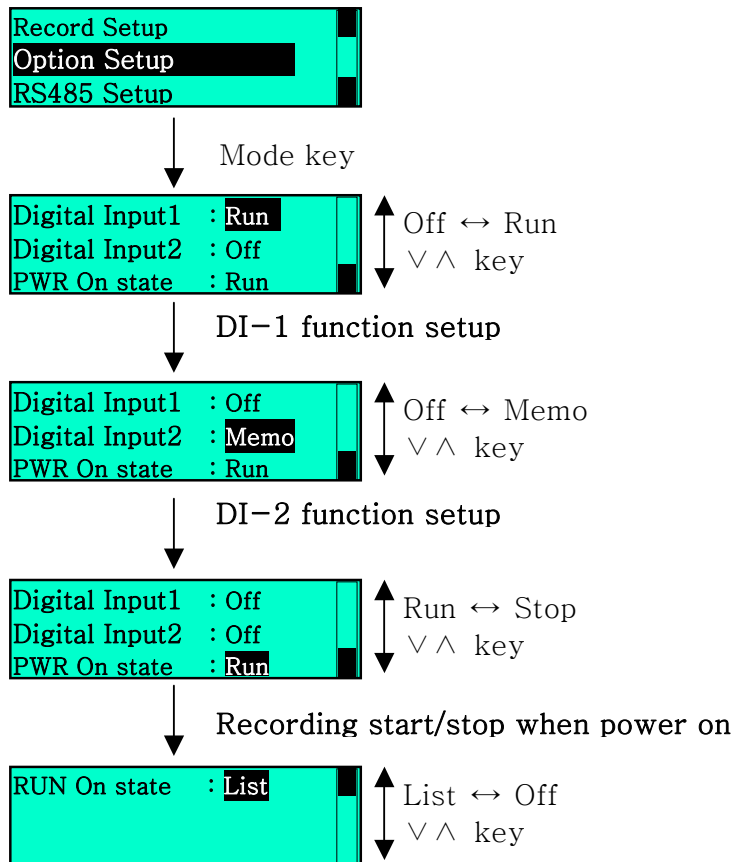 Record Setup
Option Setup
RS485 Setup
Mode key
Digital Input1 : Run
Digital Input2 : Off
PWR On state : Run
Off ↔ Run
∨∧ key
DI-1 function setup
Digital Input1 : Off
Digital Input2 : Memo
PWR On state : Run
Off ↔ Memo
∨∧ key
DI-2 function setup
Digital Input1 : Off
Digital Input2 : Off
PWR On state : Run
Run ↔ Stop
∨∧ key
Recording start/stop when power on
RUN On state : List
List ↔ Off
∨∧ key